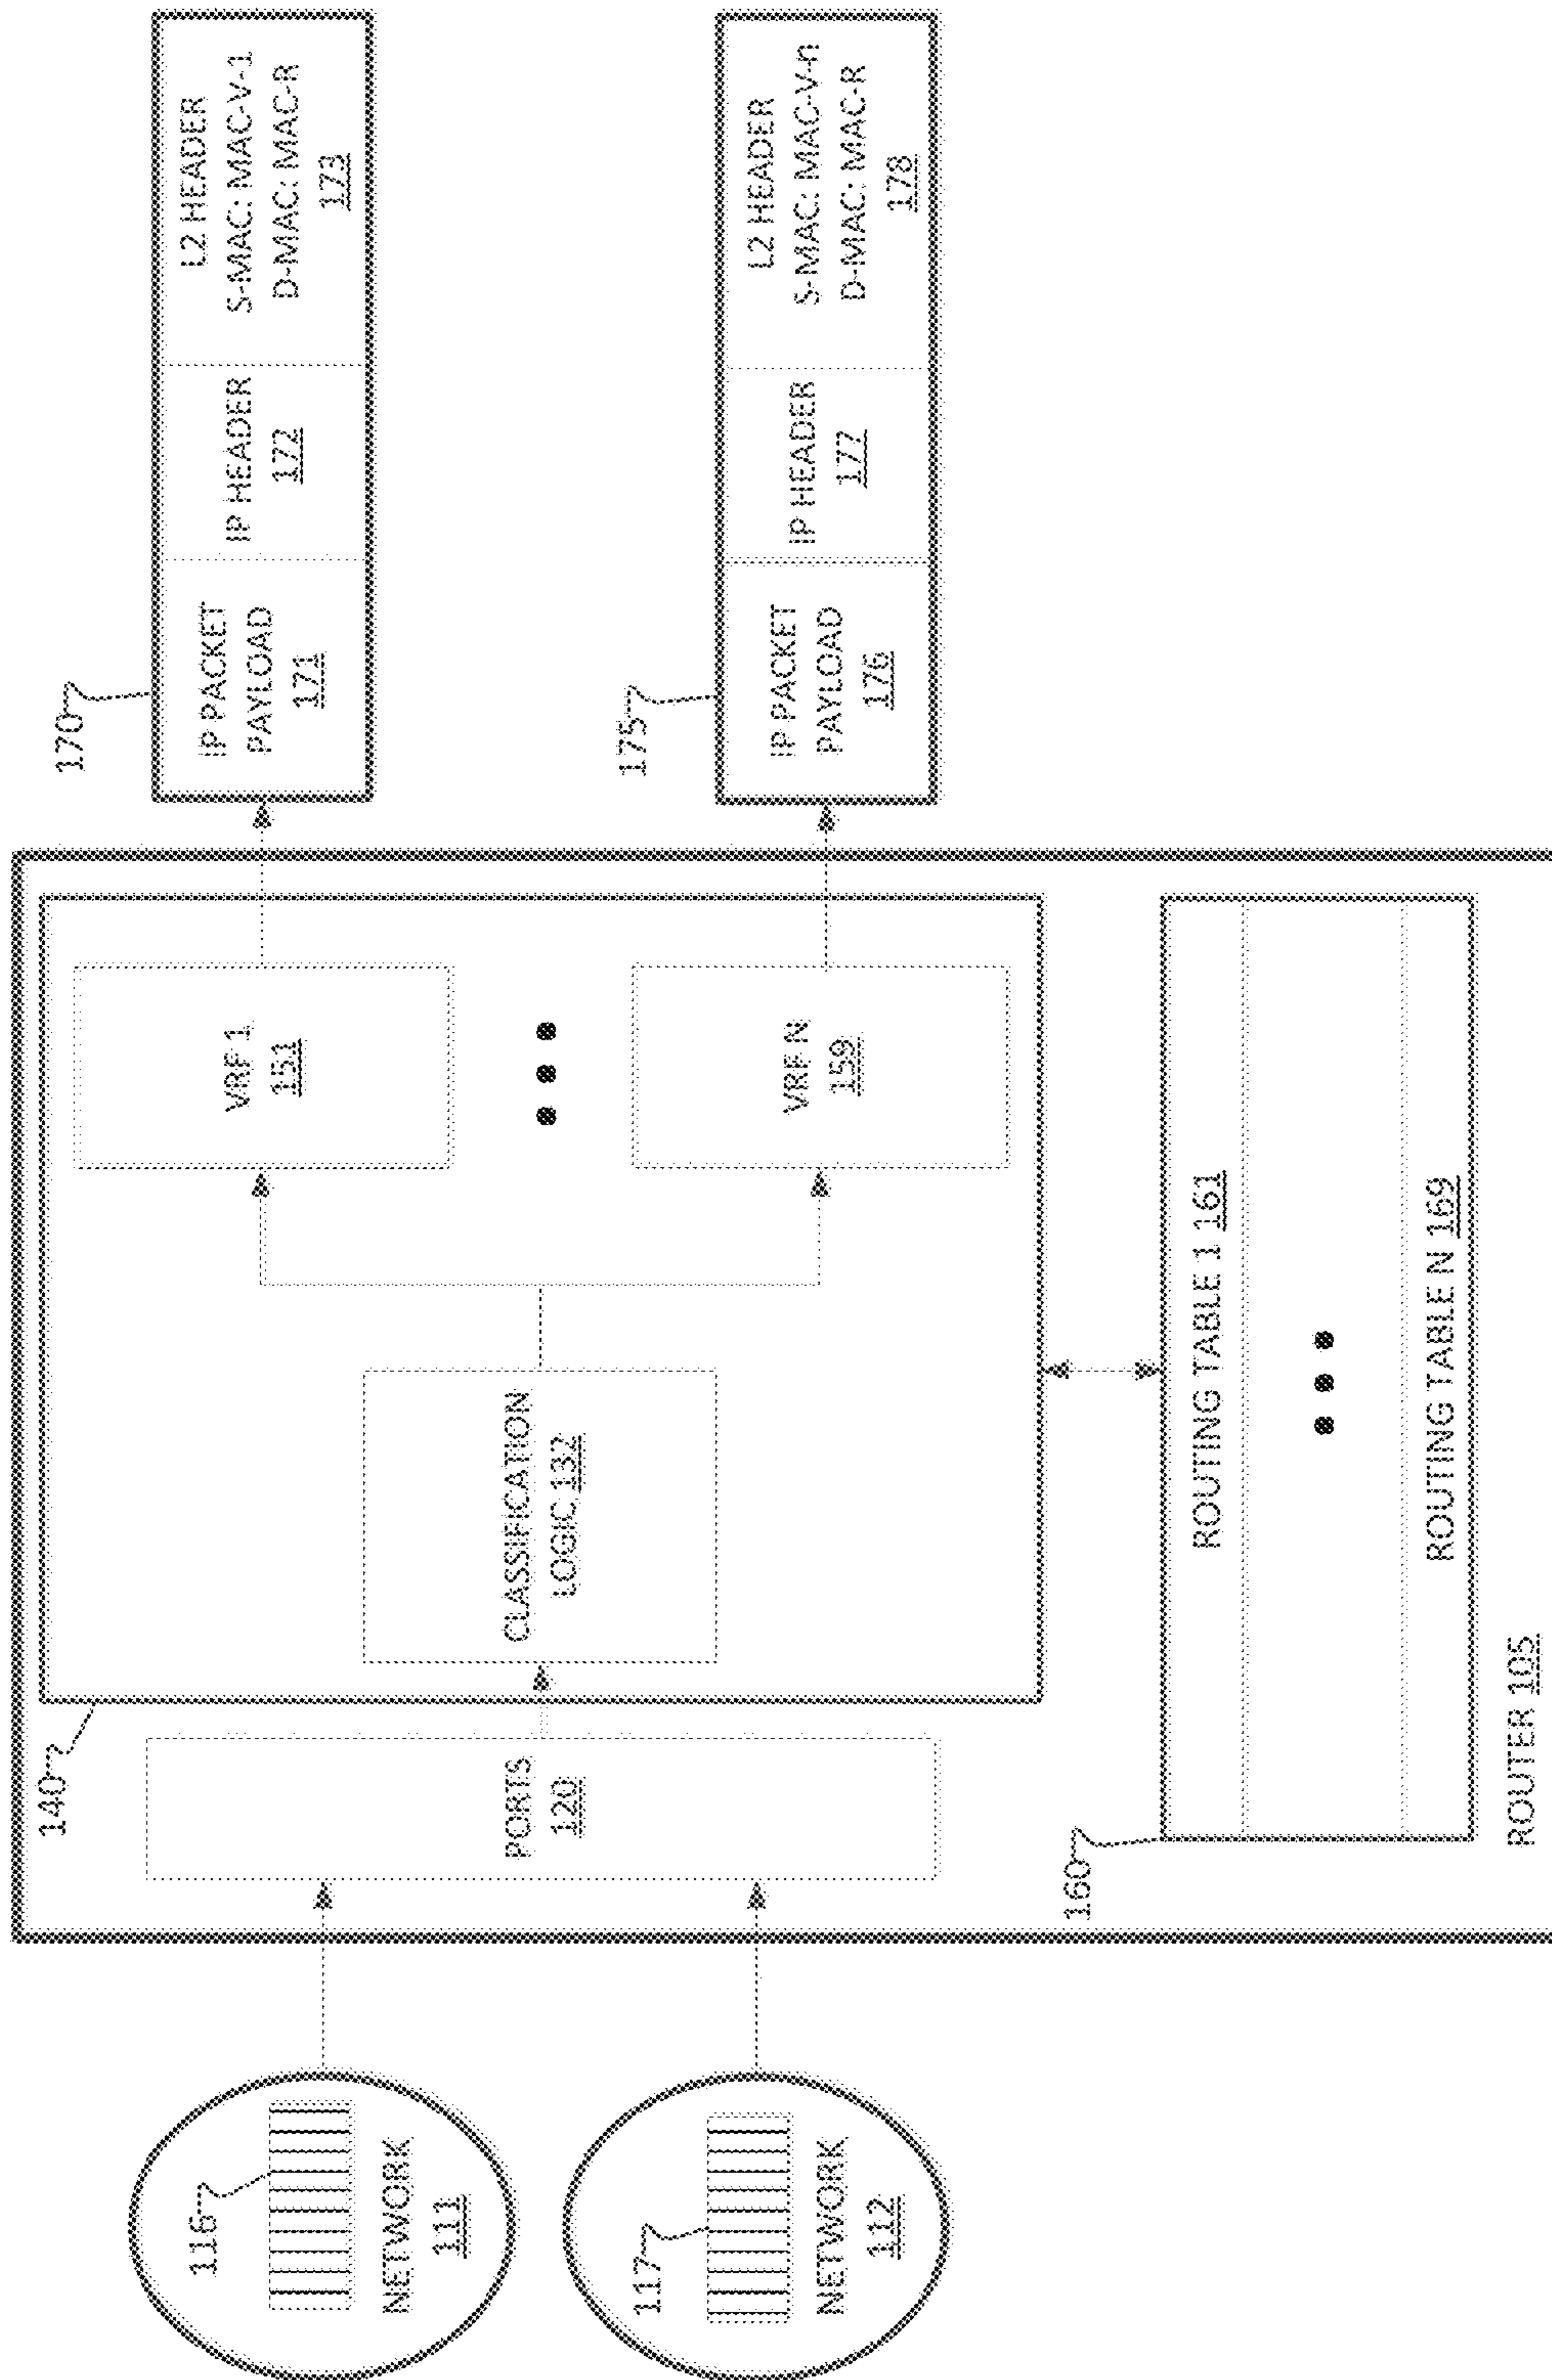 116
NETWORK
111
117
NETWORK
112
140
PORTS
120
CLASSIFICATION
LOGIC 132
VRF 1
151
VRF N
159
160
ROUTING TABLE 1 161
ROUTING TABLE N 169
ROUTER 105
170
IP PACKET
PAYLOAD
171
IP HEADER
172
L2 HEADER
S-MAC: MAC-V-1
D-MAC: MAC-R
173
175
IP PACKET
PAYLOAD
176
IP HEADER
177
L2 HEADER
S-MAC: MAC-V-n
D-MAC: MAC-R
178